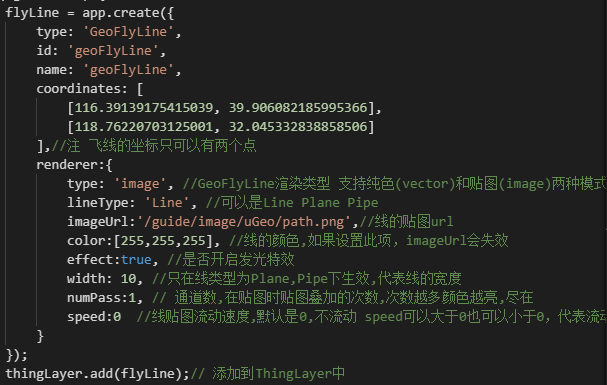 flyLine = app.create({
    type: 'GeoFlyLine',
    id: 'geoFlyLine',
    name: 'geoFlyLine',
    coordinates: [
        [116.39139175415039, 39.906082185995366],
        [118.76220703125001, 32.045332838858506]
    ],//注 飞线的坐标只可以有两个点
    renderer:{
        type: 'image', //GeoFlyLine渲染类型 支持纯色(vector)和贴图(image)两种模式
        lineType: 'Line', //可以是Line Plane Pipe
        imageUrl:'/guide/image/uGeo/path.png',//线的贴图url
        color:[255,255,255], //线的颜色,如果设置此项，imageUrl会失效
        effect:true, //是否开启发光特效
        width: 10, //只在线类型为Plane,Pipe下生效,代表线的宽度
        numPass:1, // 通道数,在贴图时贴图叠加的次数,次数越多颜色越亮,尽在
        speed:0  //线贴图流动速度,默认是0,不流动 speed可以大于0也可以小于0，代表流动
    }
});
thingLayer.add(flyLine);// 添加到ThingLayer中